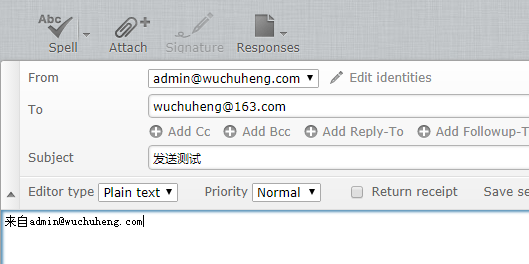 Spell Attach Signature Responses
From admin@wuchuheng.com Edit identities
To wuchuheng@163.com
Add Cc Add Bcc Add Reply-To Add Followup-T
Subject 发送测试
Editor type Plain text Priority Normal Return receipt Save se
来自admin@wuchuheng.com